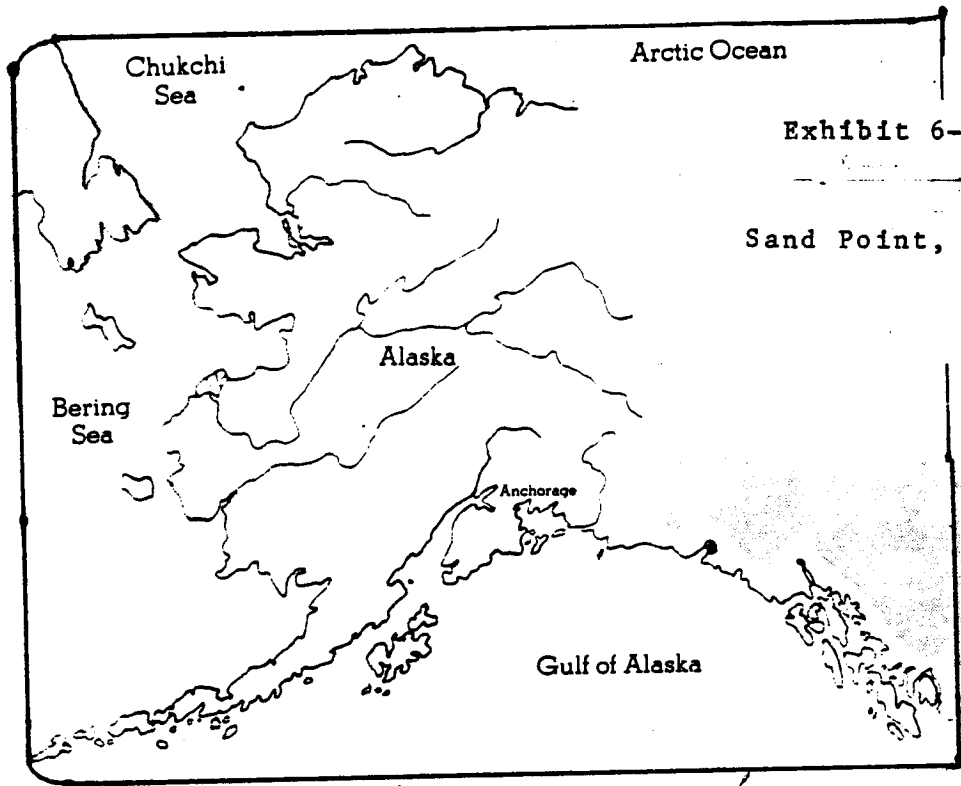 Chukchi
Sea
Arctic Ocean
Exhibit 6-
Sand Point,
Alaska
Bering
Sea
Anchorage
Gulf of Alaska